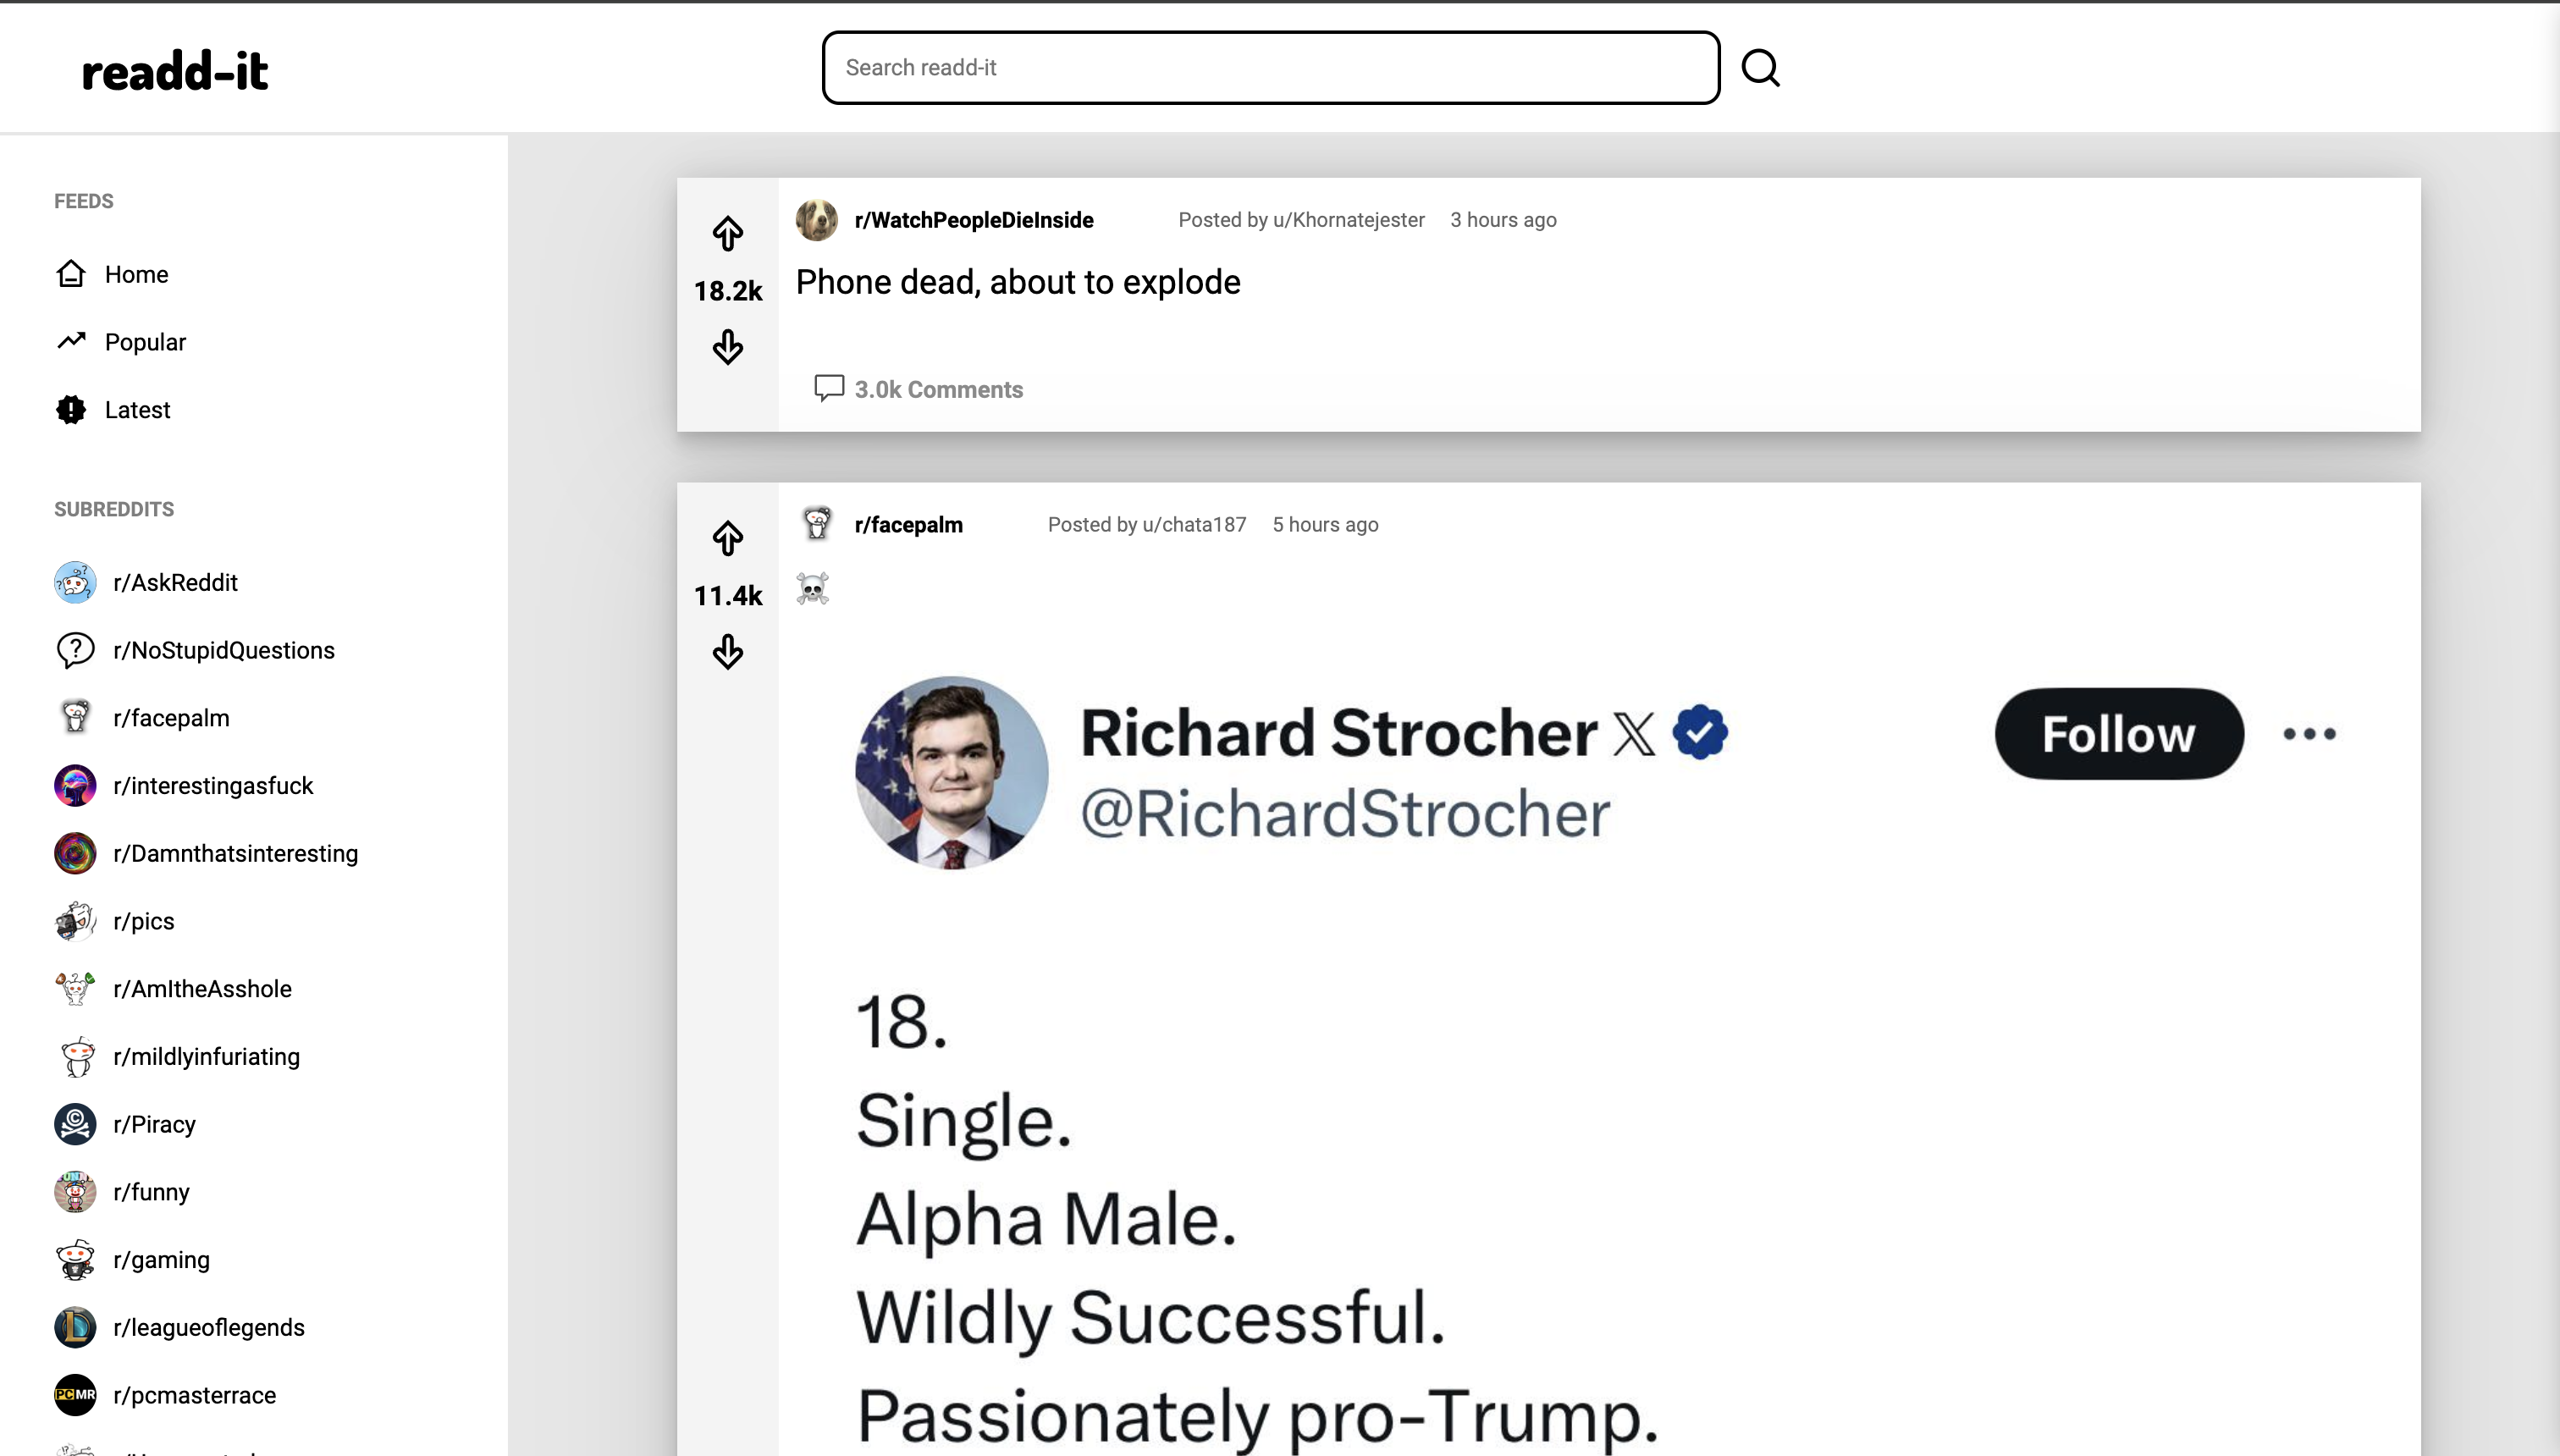 readd-it
Search readd-it
FEEDS
Home
Popular
Latest
SUBREDDITS
r/AskReddit
r/NoStupidQuestions
r/facepalm
r/interestingasfuck
r/Damnthatsinteresting
r/pics
r/AmItheAsshole
r/mildlyinfuriating
r/Piracy
r/funny
r/gaming
r/leagueoflegends
PCMR r/pcmasterrace
r/WatchPeopleDieInside Posted by u/Khornatejester 3 hours ago
18.2k
Phone dead, about to explode
3.0k Comments
r/facepalm Posted by u/chata187 5 hours ago
11.4k
☠️
Richard Strocher 𝕏
Follow
@RichardStrocher
18.
Single.
Alpha Male.
Wildly Successful.
Passionately pro-Trump.